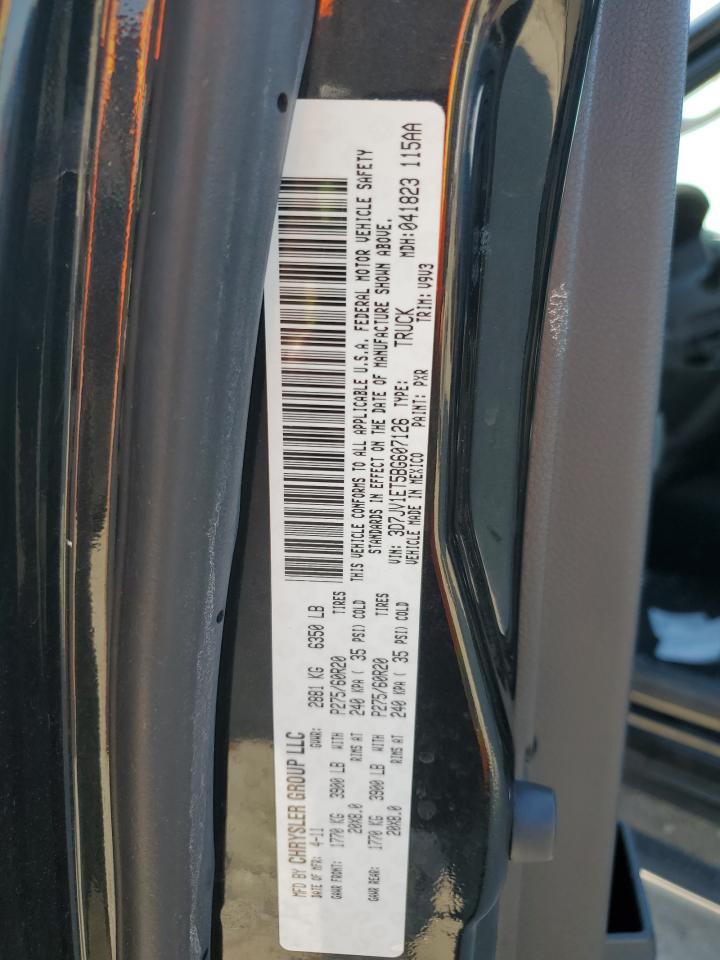 MFD BY CHRYSLER GROUP LLC
DATE OF MFR: 4-11 GVWR: 2881 KG 6350 LB
GAWR FRONT: 1770 KG 3900 LB WITH P275/60R20 TIRES
20X8.0 RIMS AT 240 KPA ( 35 PSI) COLD
GAWR REAR: 1770 KG 3900 LB WITH P275/60R20 TIRES
20X8.0 RIMS AT 240 KPA ( 35 PSI) COLD
THIS VEHICLE CONFORMS TO ALL APPLICABLE U.S.A. FEDERAL MOTOR VEHICLE SAFETY
STANDARDS IN EFFECT ON THE DATE OF MANUFACTURE SHOWN ABOVE.
VIN: 3D7JV1ET5BG607126 TYPE: TRUCK MDH:041823 115AA
VEHICLE MADE IN MEXICO PAINT: PXR TRIM: V9V3